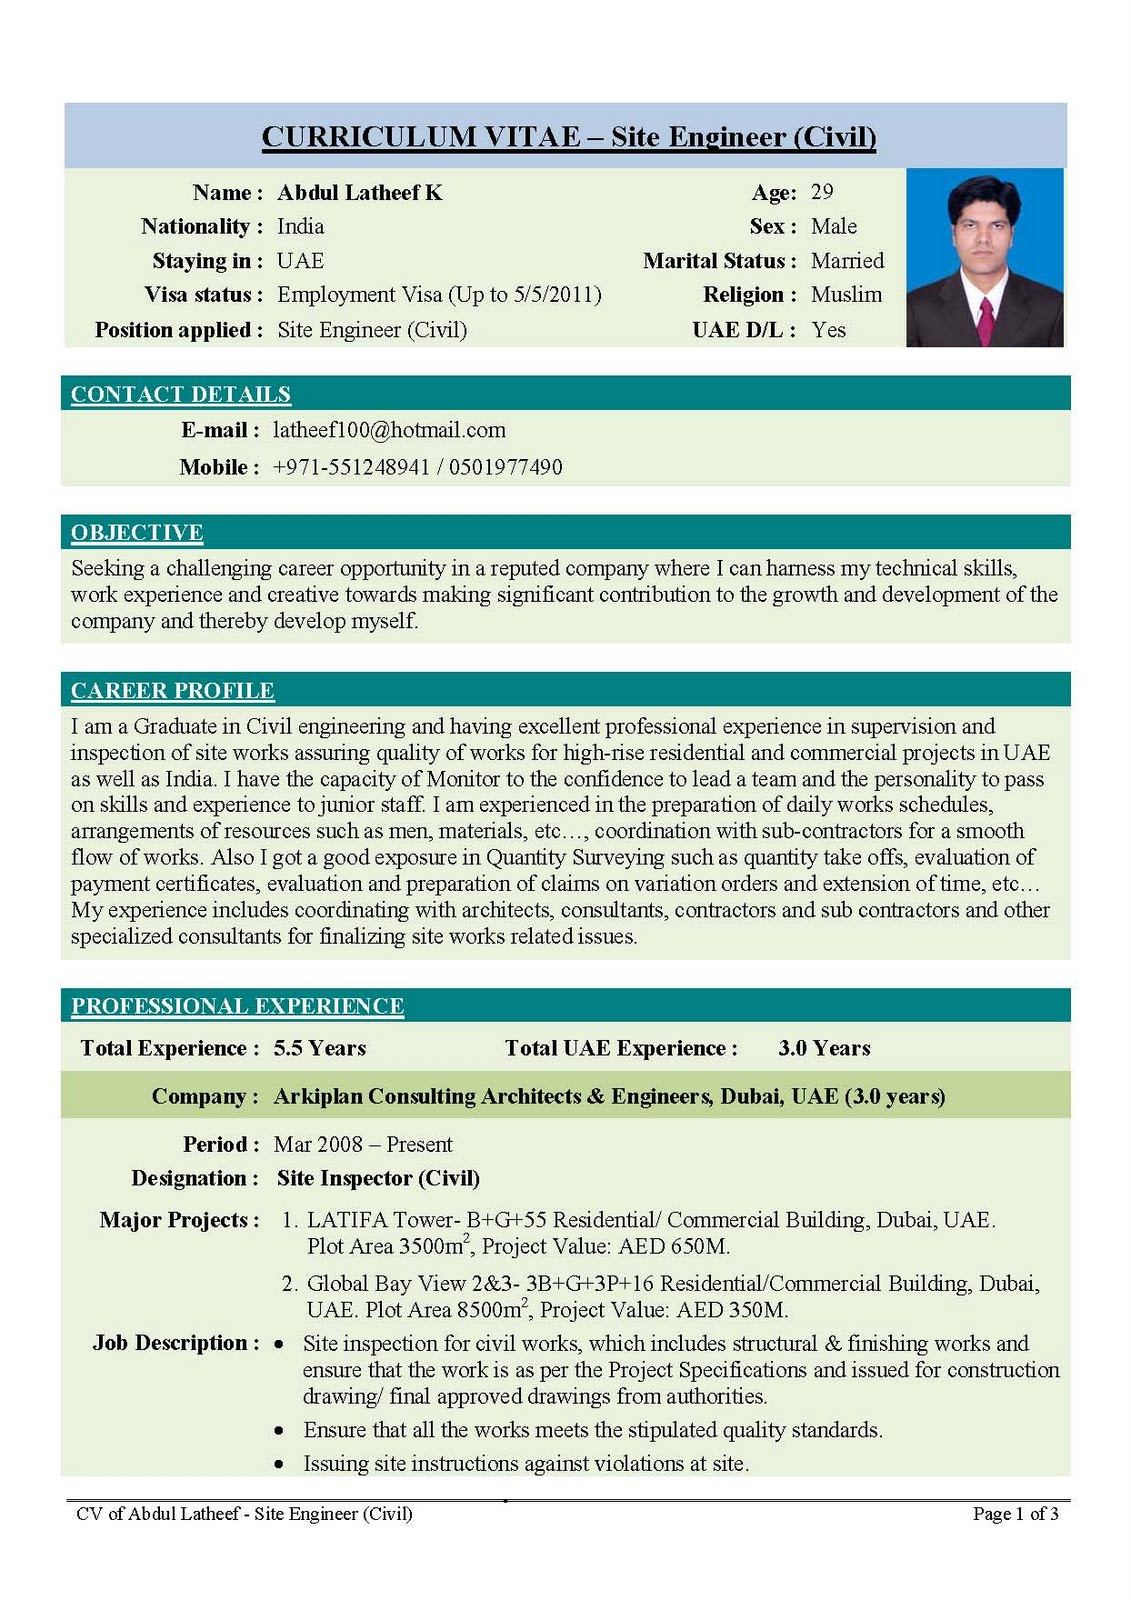 CURRICULUM VITAE – Site Engineer (Civil)
Name : Abdul Latheef K Age: 29
Nationality : India Sex : Male
Staying in : UAE Marital Status : Married
Visa status : Employment Visa (Up to 5/5/2011) Religion : Muslim
Position applied : Site Engineer (Civil) UAE D/L : Yes
CONTACT DETAILS
E-mail : latheef100@hotmail.com
Mobile : +971-551248941 / 0501977490
OBJECTIVE
Seeking a challenging career opportunity in a reputed company where I can harness my technical skills,
work experience and creative towards making significant contribution to the growth and development of the
company and thereby develop myself.
CAREER PROFILE
I am a Graduate in Civil engineering and having excellent professional experience in supervision and
inspection of site works assuring quality of works for high-rise residential and commercial projects in UAE
as well as India. I have the capacity of Monitor to the confidence to lead a team and the personality to pass
on skills and experience to junior staff. I am experienced in the preparation of daily works schedules,
arrangements of resources such as men, materials, etc…, coordination with sub-contractors for a smooth
flow of works. Also I got a good exposure in Quantity Surveying such as quantity take offs, evaluation of
payment certificates, evaluation and preparation of claims on variation orders and extension of time, etc…
My experience includes coordinating with architects, consultants, contractors and sub contractors and other
specialized consultants for finalizing site works related issues.
PROFESSIONAL EXPERIENCE
Total Experience : 5.5 Years Total UAE Experience : 3.0 Years
Company : Arkiplan Consulting Architects & Engineers, Dubai, UAE (3.0 years)
Period : Mar 2008 – Present
Designation : Site Inspector (Civil)
Major Projects : 1. LATIFA Tower- B+G+55 Residential/ Commercial Building, Dubai, UAE.
Plot Area 3500m², Project Value: AED 650M.
2. Global Bay View 2&3- 3B+G+3P+16 Residential/Commercial Building, Dubai,
UAE. Plot Area 8500m², Project Value: AED 350M.
Job Description : • Site inspection for civil works, which includes structural & finishing works and
ensure that the work is as per the Project Specifications and issued for construction
drawing/ final approved drawings from authorities.
• Ensure that all the works meets the stipulated quality standards.
• Issuing site instructions against violations at site.
CV of Abdul Latheef - Site Engineer (Civil) Page 1 of 3